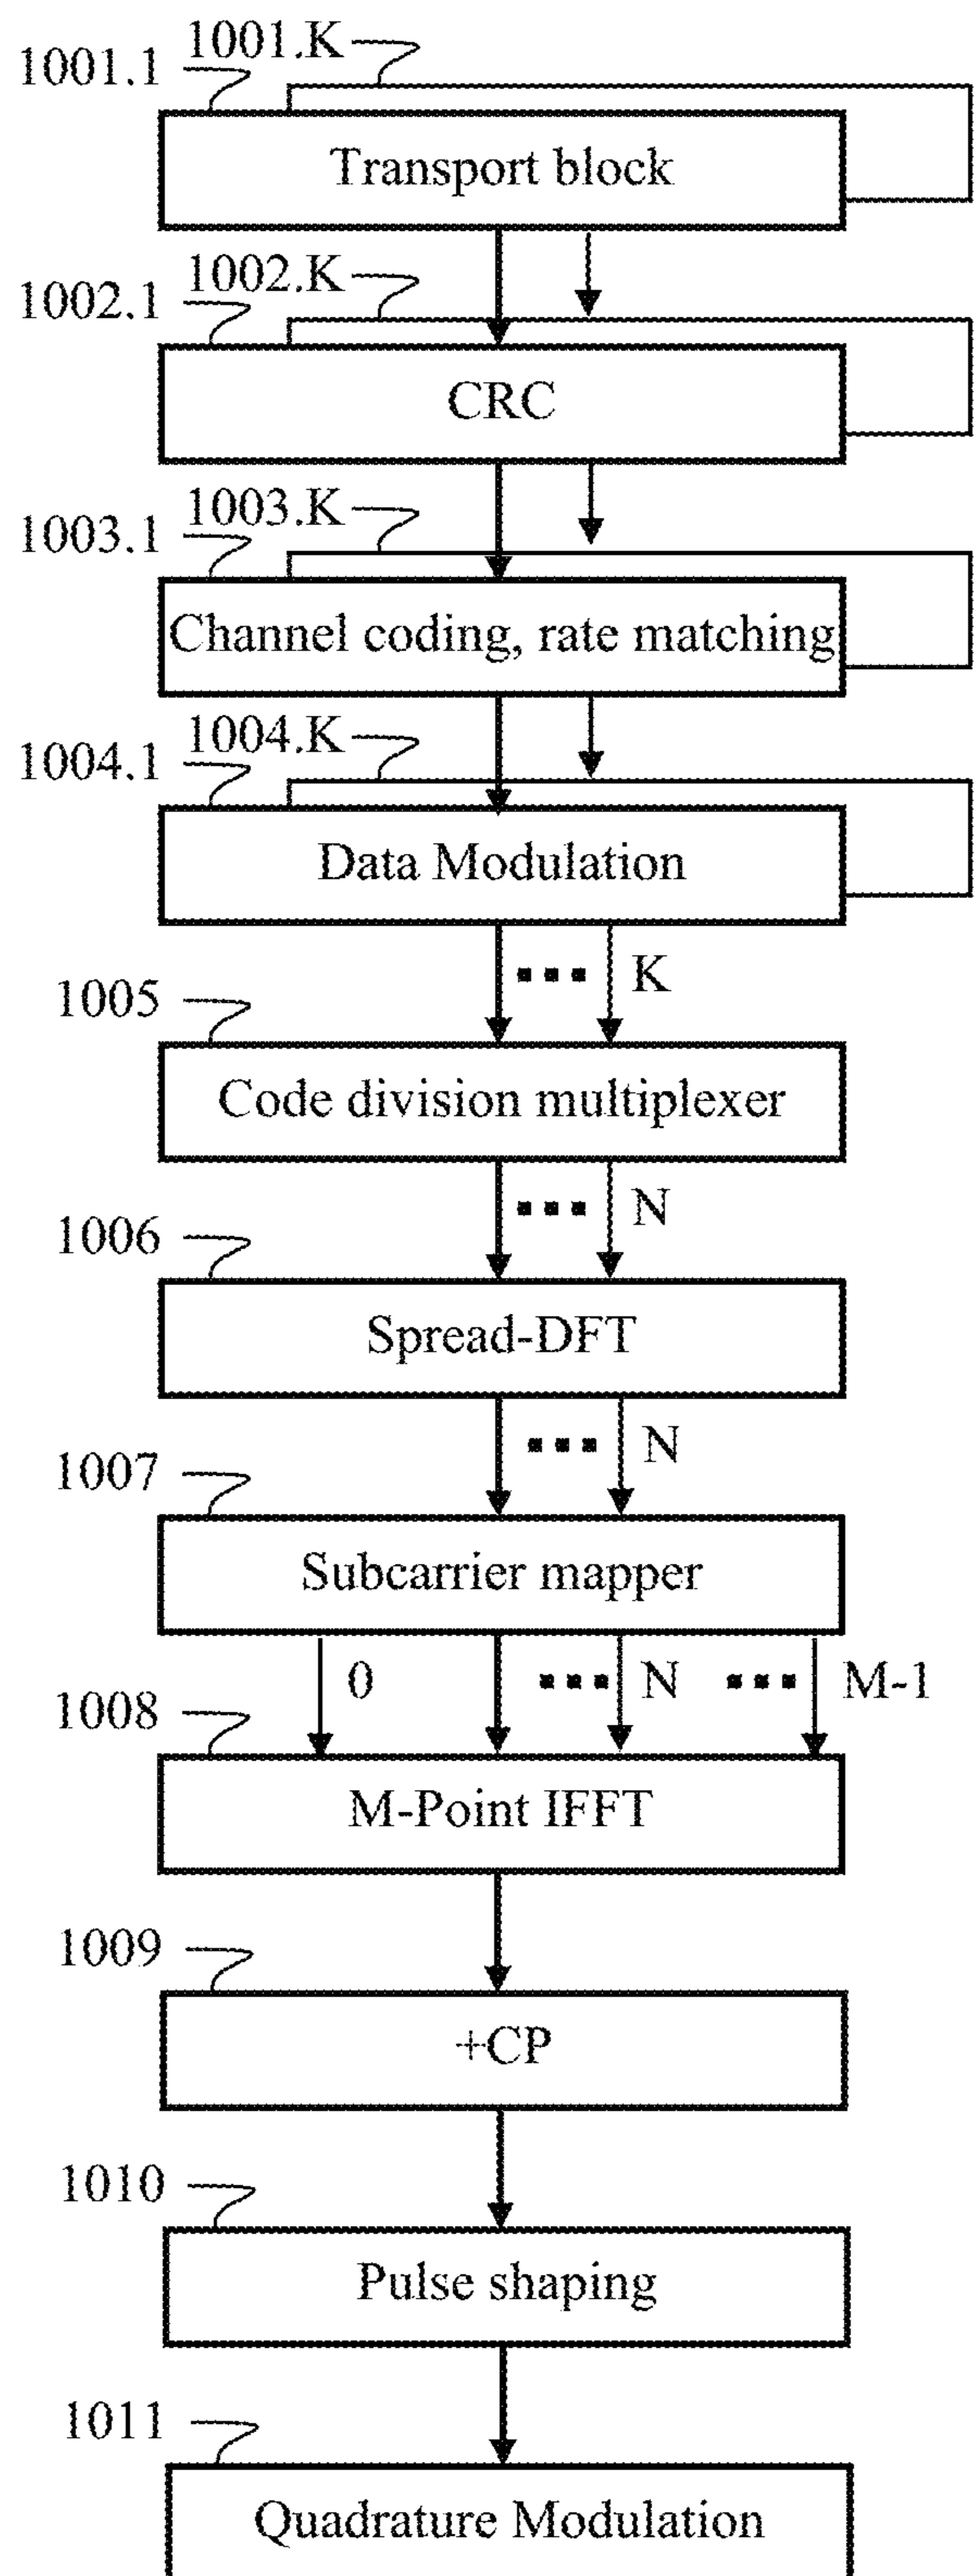 1001.K
1001.1
Transport block
1002.K
1002.1
CRC
1003.K
1003.1
Channel coding, rate matching
1004.K
1004.1
Data Modulation
K
1005
Code division multiplexer
N
1006
Spread-DFT
N
1007
Subcarrier mapper
0 N M-1
1008
M-Point IFFT
1009
+CP
1010
Pulse shaping
1011
Quadrature Modulation